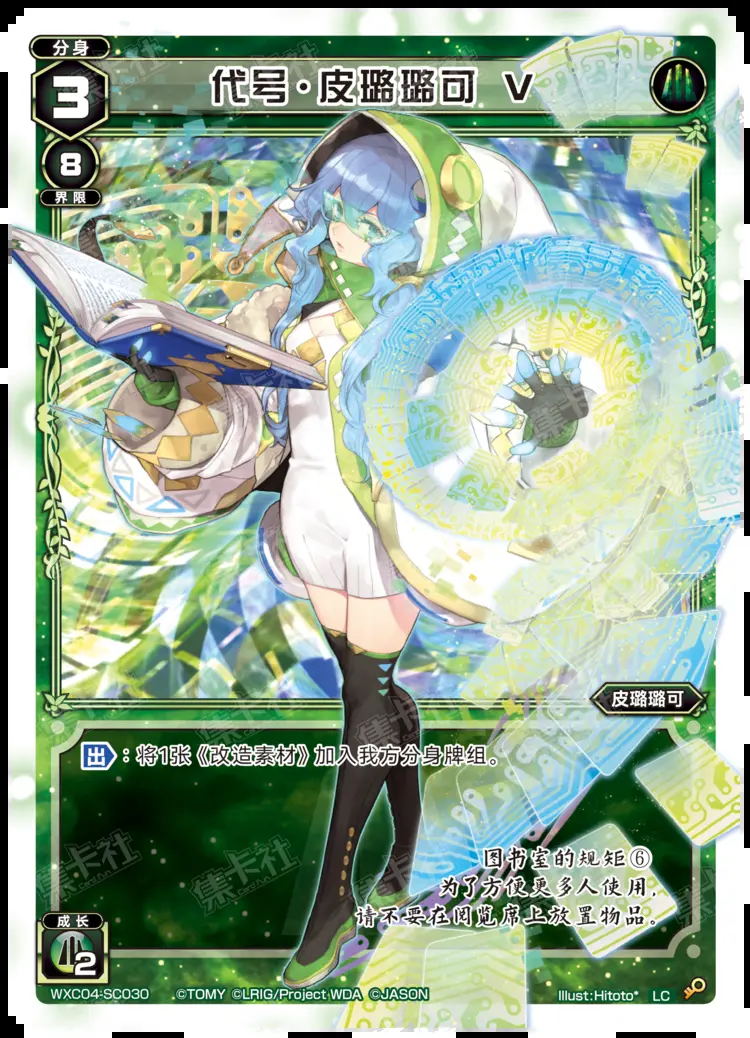 分身
3
代号·皮璐璐可 V
8
界限
皮璐璐可
出：将1张《改造素材》加入我方分身牌组。
图书室的规矩⑥
为了方便更多人使用，
请不要在阅览席上放置物品。
成长
2
WXC04-SC030 ©TOMY ©LRIG/Project WDA ©JASON Illust:Hitoto* LC
集卡社